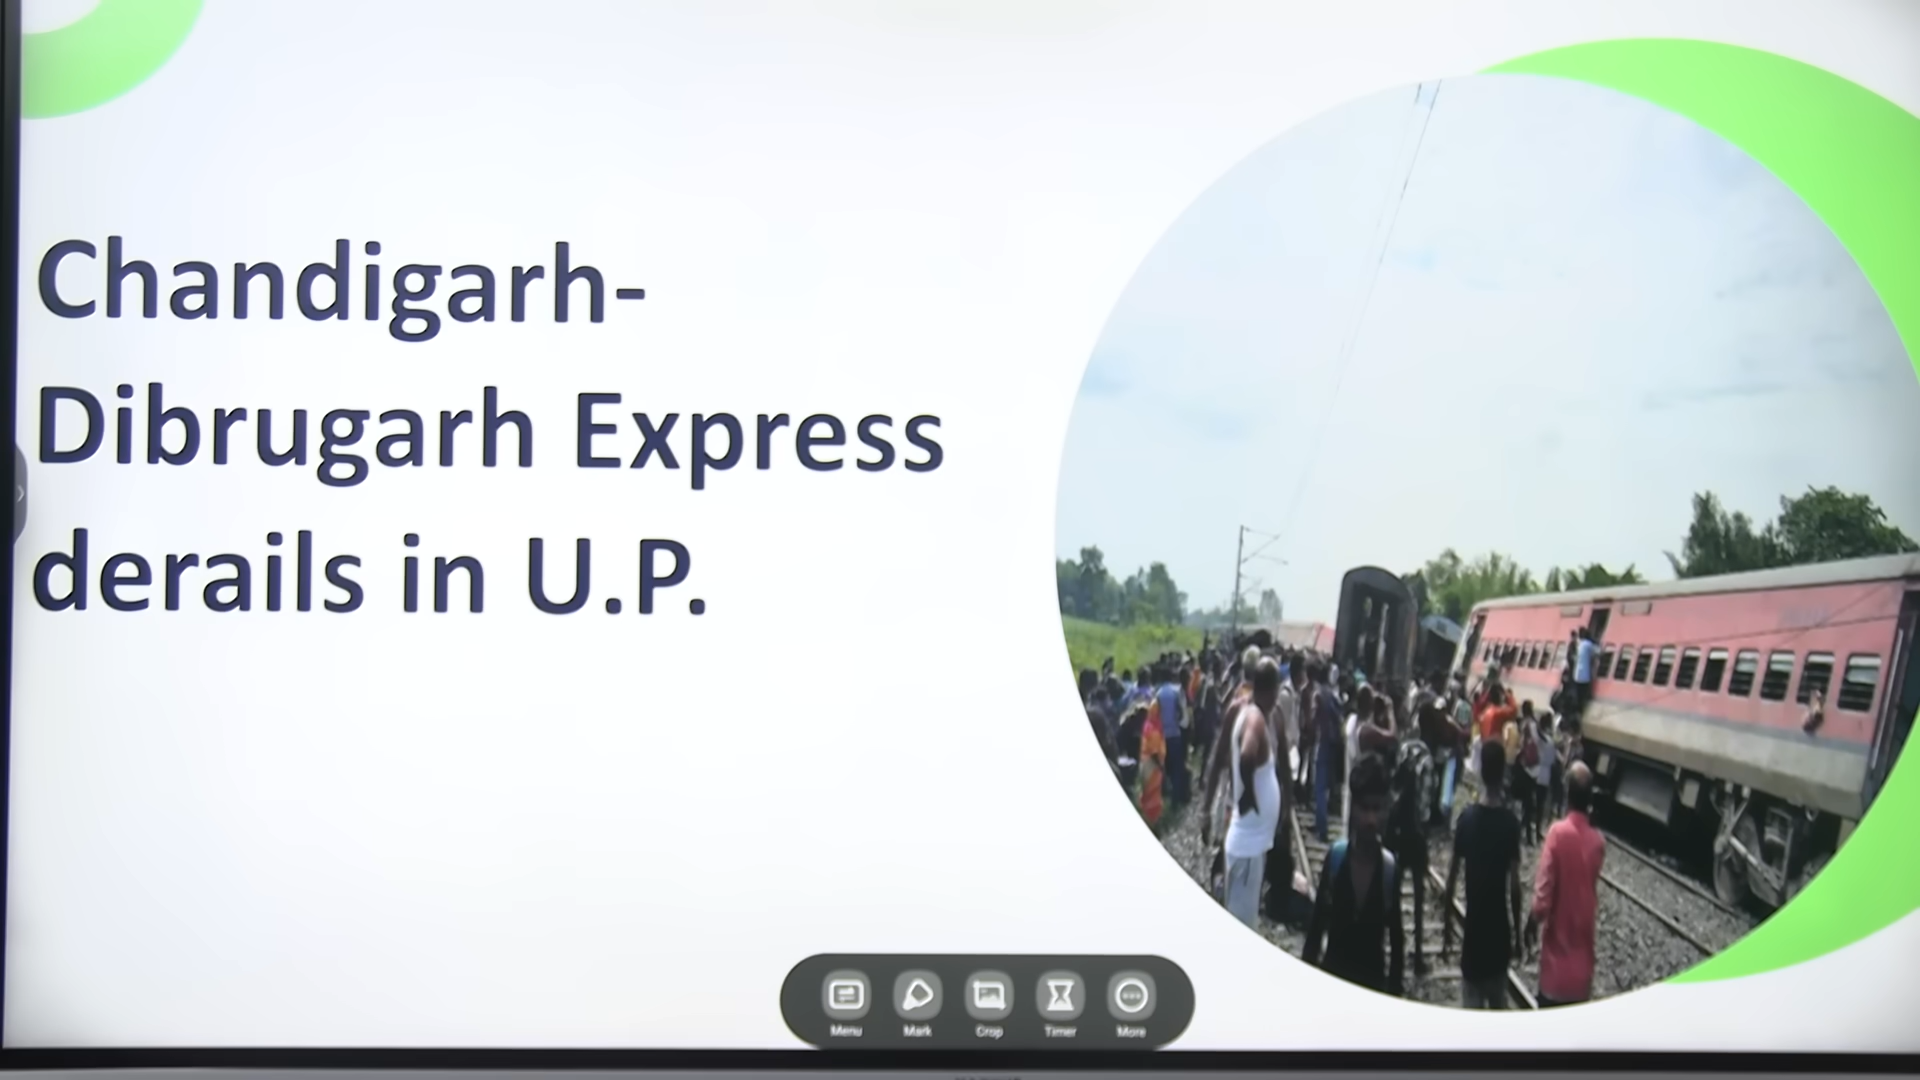 Chandigarh-
Dibrugarh Express
derails in U.P.
Menu Mark Crop Timer More